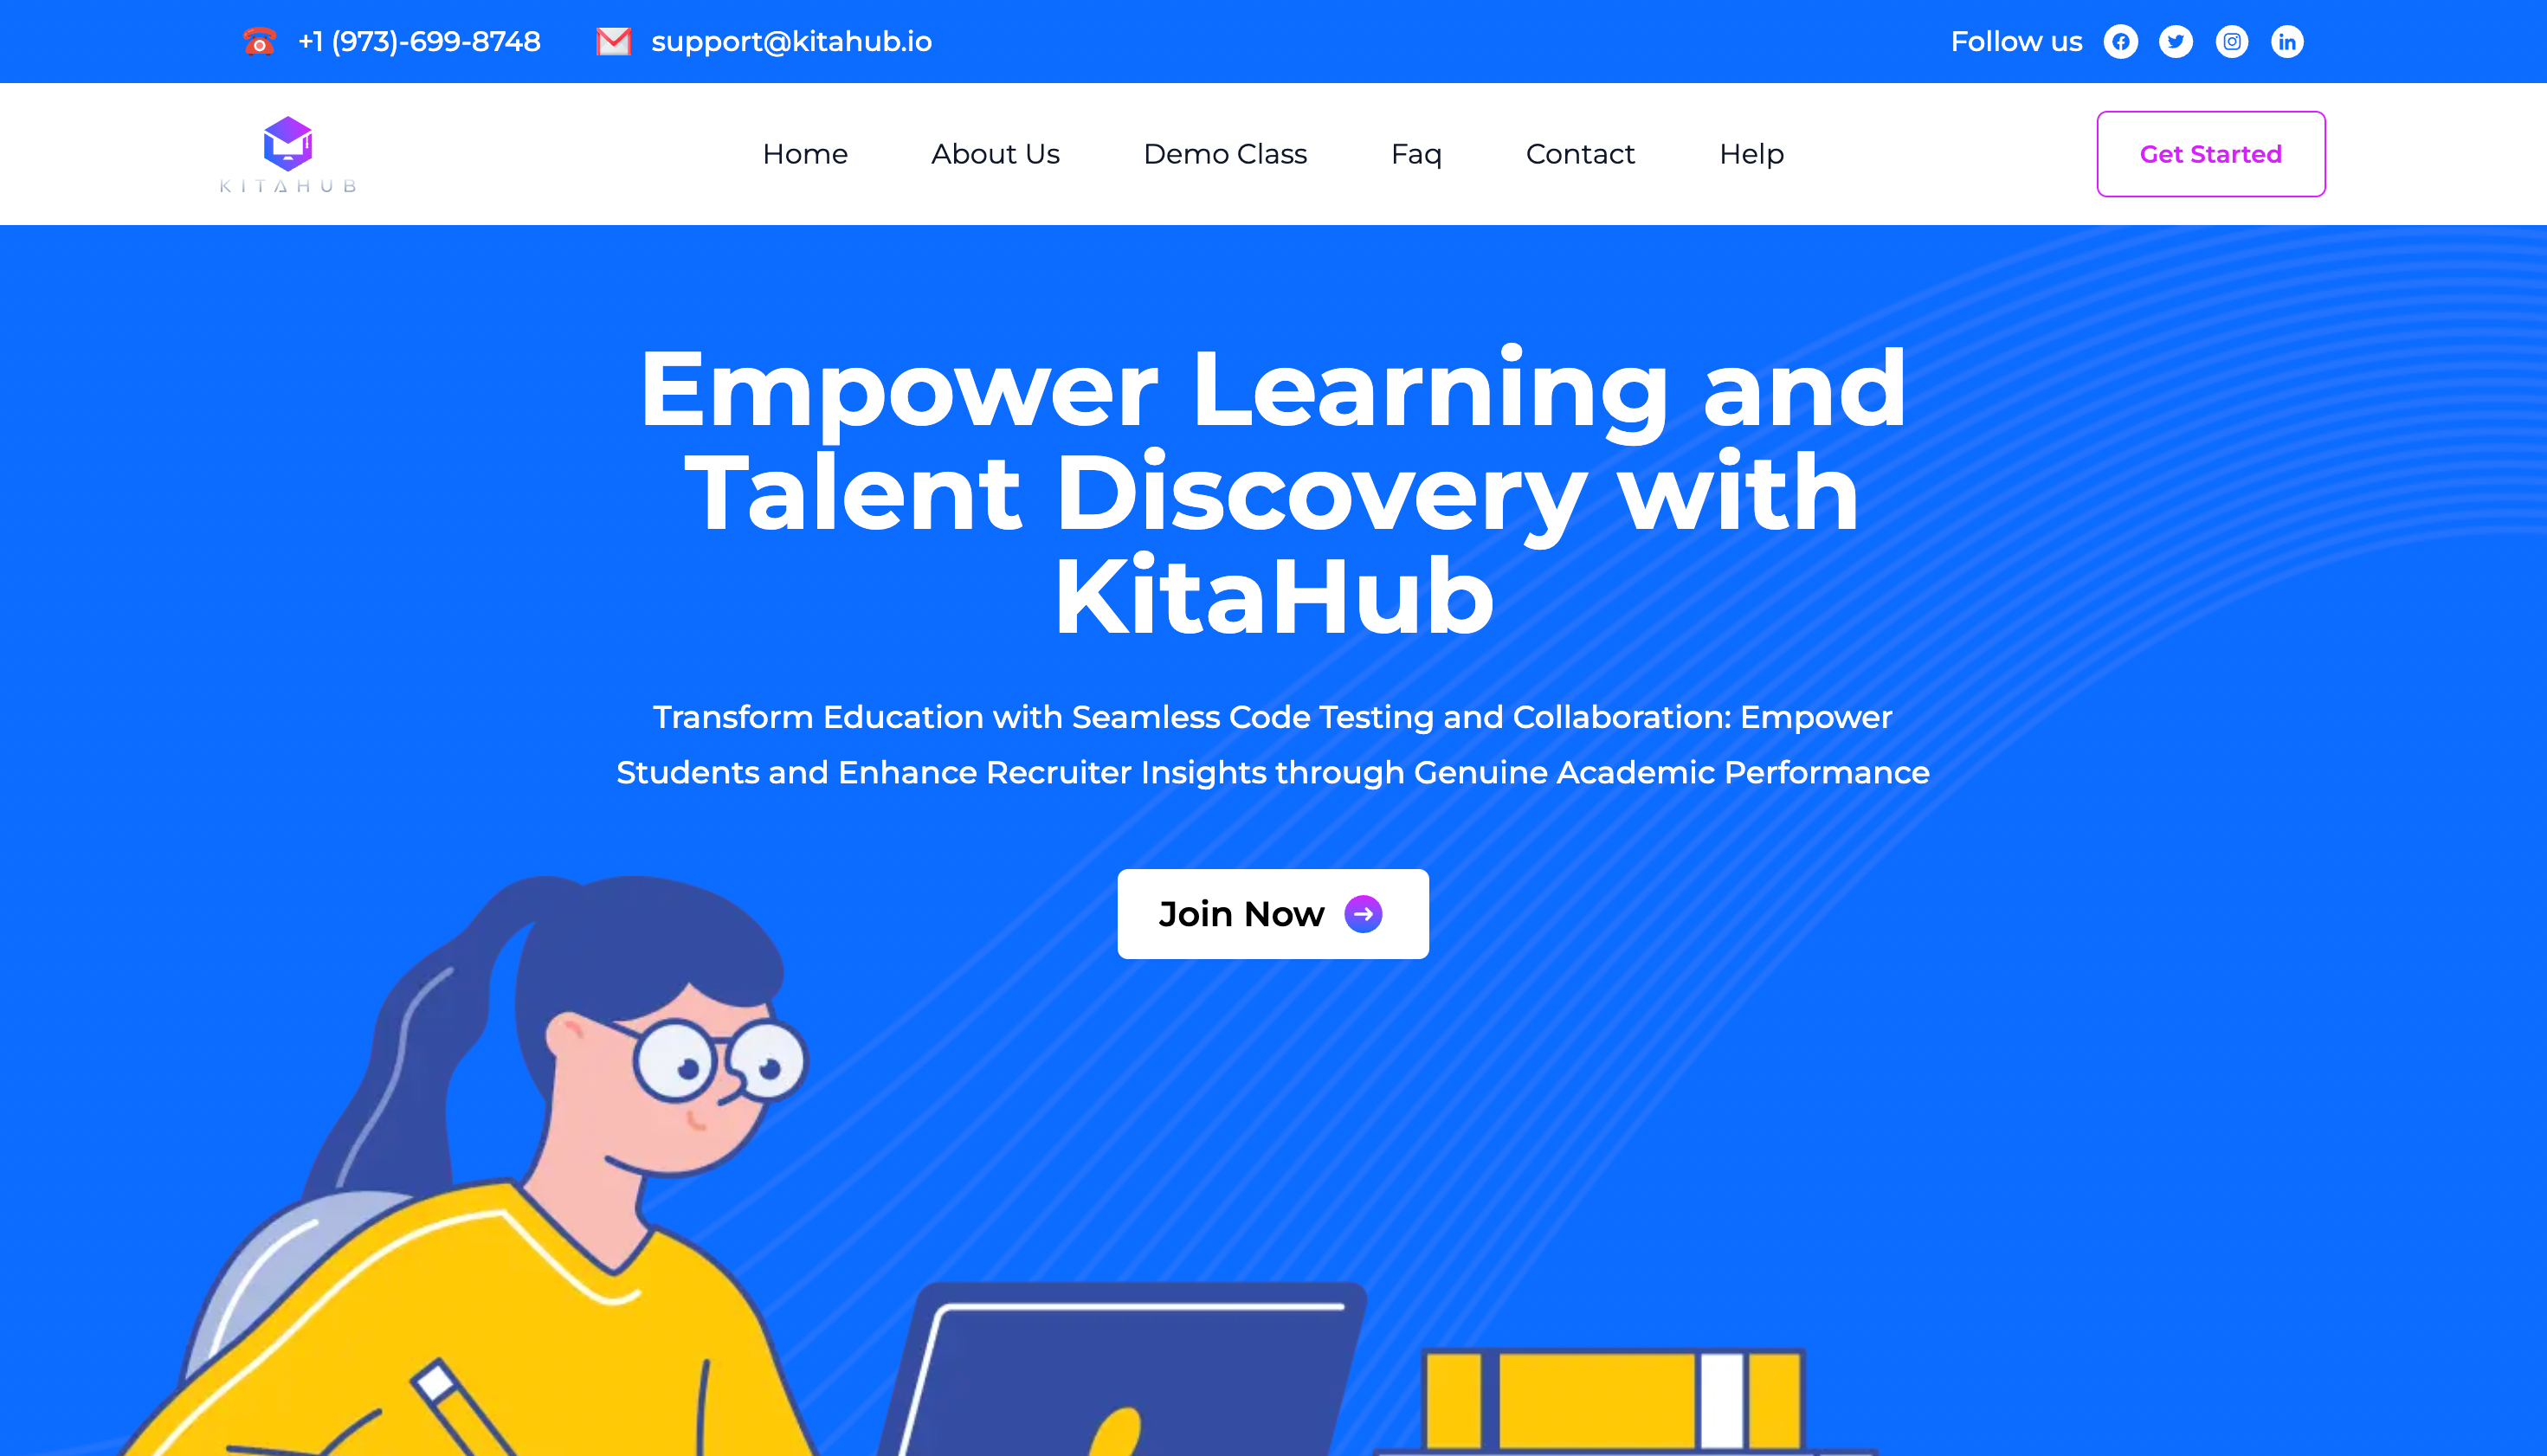 +1 (973)-699-8748
support@kitahub.io
Follow us
KITAHUB
Home
About Us
Demo Class
Faq
Contact
Help
Get Started
Empower Learning and
Talent Discovery with
KitaHub
Transform Education with Seamless Code Testing and Collaboration: Empower
Students and Enhance Recruiter Insights through Genuine Academic Performance
Join Now